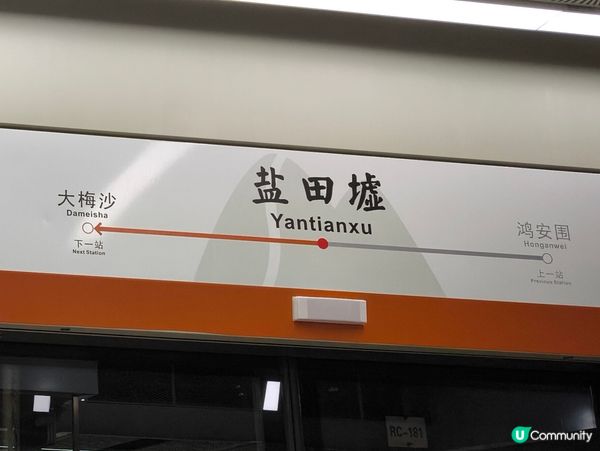 盐田墟
Yantianxu
大梅沙
Dameisha
下一站
Next Station
鸿安围
Honganwei
上一站
Previous Station
RC-181
U Community